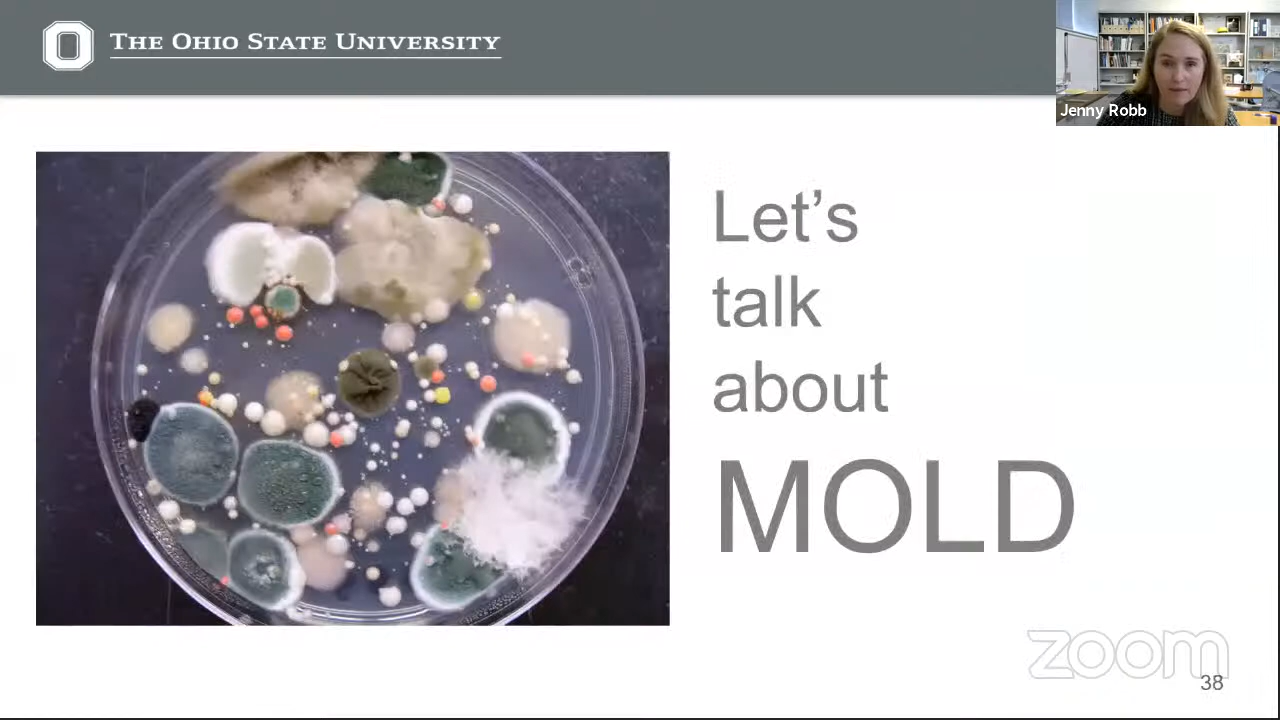 THE OHIO STATE UNIVERSITY
Jenny Robb
Let's
talk
about
MOLD
zoom
38